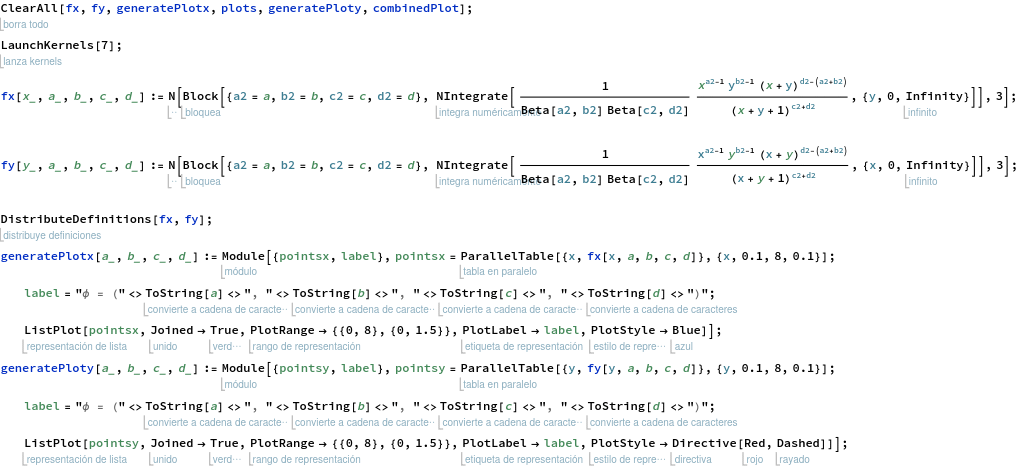 ClearAll[fx, fy, generatePlotx, plots, generatePloty, combinedPlot];
borra todo
LaunchKernels[7];
lanza kernels
fx[x_, a_, b_, c_, d_] := N[Block[{a2 = a, b2 = b, c2 = c, d2 = d}, NIntegrate[ 1/(Beta[a2, b2] Beta[c2, d2]) (x^(a2-1) y^(b2-1) (x + y)^(d2-(a2+b2)))/((x + y + 1)^(c2+d2)), {y, 0, Infinity}]], 3];
·· bloquea integra numéricamente infinito
fy[y_, a_, b_, c_, d_] := N[Block[{a2 = a, b2 = b, c2 = c, d2 = d}, NIntegrate[ 1/(Beta[a2, b2] Beta[c2, d2]) (x^(a2-1) y^(b2-1) (x + y)^(d2-(a2+b2)))/((x + y + 1)^(c2+d2)), {x, 0, Infinity}]], 3];
·· bloquea integra numéricamente infinito
DistributeDefinitions[fx, fy];
distribuye definiciones
generatePlotx[a_, b_, c_, d_] := Module[{pointsx, label}, pointsx = ParallelTable[{x, fx[x, a, b, c, d]}, {x, 0.1, 8, 0.1}];
módulo tabla en paralelo
label = "ϕ = (" <> ToString[a] <> ", " <> ToString[b] <> ", " <> ToString[c] <> ", " <> ToString[d] <> ")";
convierte a cadena de caracte·· convierte a cadena de caracte·· convierte a cadena de caracte·· convierte a cadena de caracteres
ListPlot[pointsx, Joined → True, PlotRange → {{0, 8}, {0, 1.5}}, PlotLabel → label, PlotStyle → Blue]];
representación de lista unido verd··· rango de representación etiqueta de representación estilo de repre··· azul
generatePloty[a_, b_, c_, d_] := Module[{pointsy, label}, pointsy = ParallelTable[{y, fy[y, a, b, c, d]}, {y, 0.1, 8, 0.1}];
módulo tabla en paralelo
label = "ϕ = (" <> ToString[a] <> ", " <> ToString[b] <> ", " <> ToString[c] <> ", " <> ToString[d] <> ")";
convierte a cadena de caracte·· convierte a cadena de caracte·· convierte a cadena de caracte·· convierte a cadena de caracteres
ListPlot[pointsy, Joined → True, PlotRange → {{0, 8}, {0, 1.5}}, PlotLabel → label, PlotStyle → Directive[Red, Dashed]]];
representación de lista unido verd··· rango de representación etiqueta de representación estilo de repre··· directiva rojo rayado